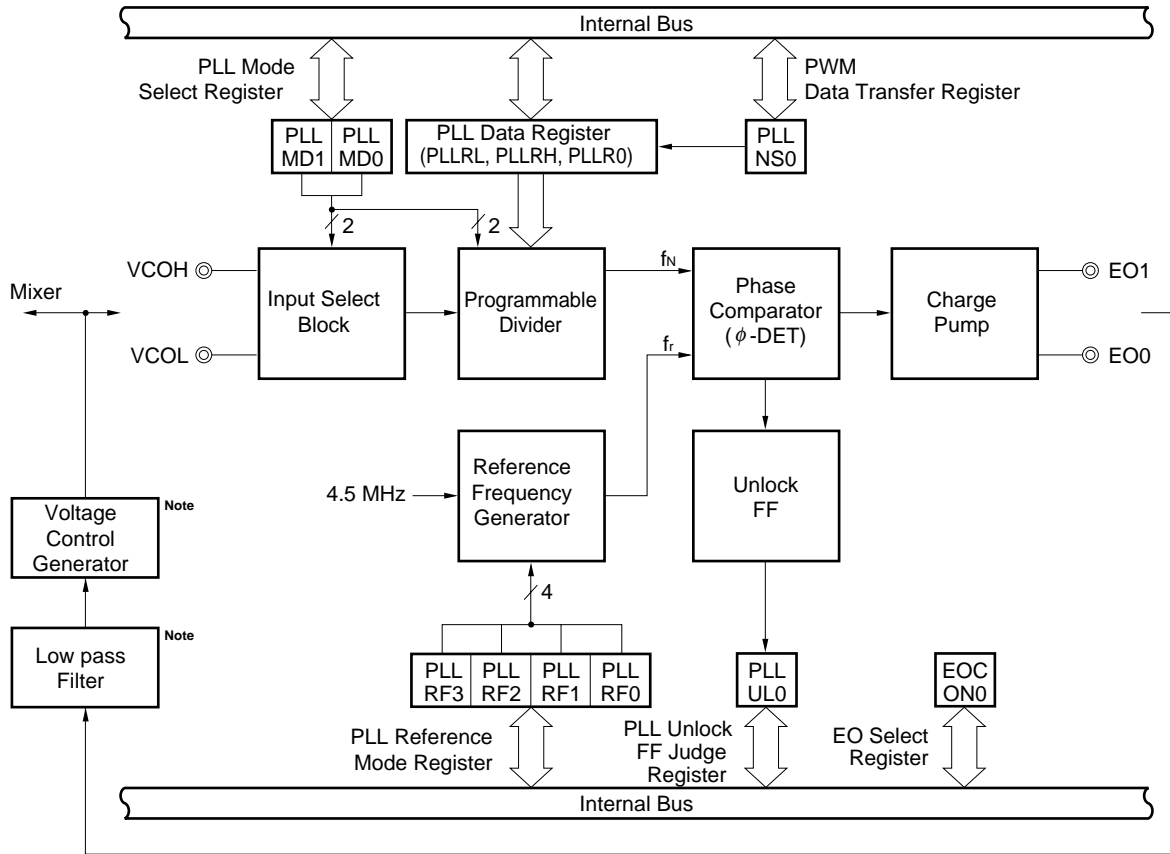 Internal Bus
PLL Mode
Select Register
PWM
Data Transfer Register
PLL
MD1
PLL
MD0
PLL Data Register
(PLLRL, PLLRH, PLLR0)
PLL
NS0
2
2
VCOH
VCOL
Mixer
Input Select
Block
Programmable
Divider
fN
fr
Phase
Comparator
(ϕ-DET)
Charge
Pump
EO1
EO0
4.5 MHz
Reference
Frequency
Generator
Unlock
FF
Voltage
Control
Generator
Note
Low pass
Filter
Note
4
PLL
RF3
PLL
RF2
PLL
RF1
PLL
RF0
PLL
UL0
EOC
ON0
PLL Reference
Mode Register
PLL Unlock
FF Judge
Register
EO Select
Register
Internal Bus